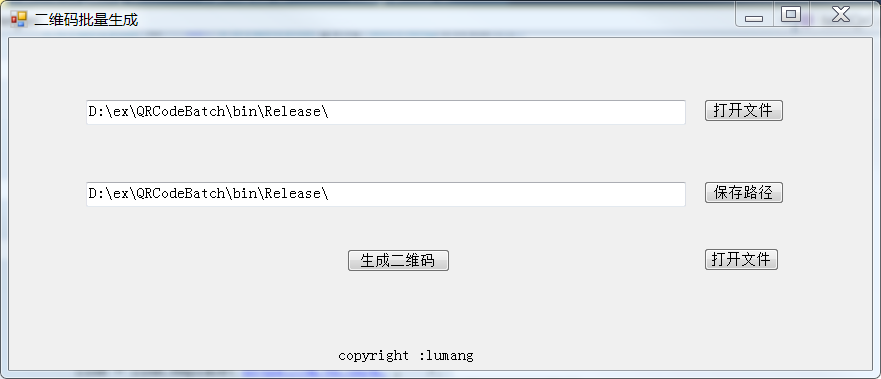 二维码批量生成
D:\ex\QRCodeBatch\bin\Release\ 打开文件
D:\ex\QRCodeBatch\bin\Release\ 保存路径
生成二维码 打开文件
copyright :lumang